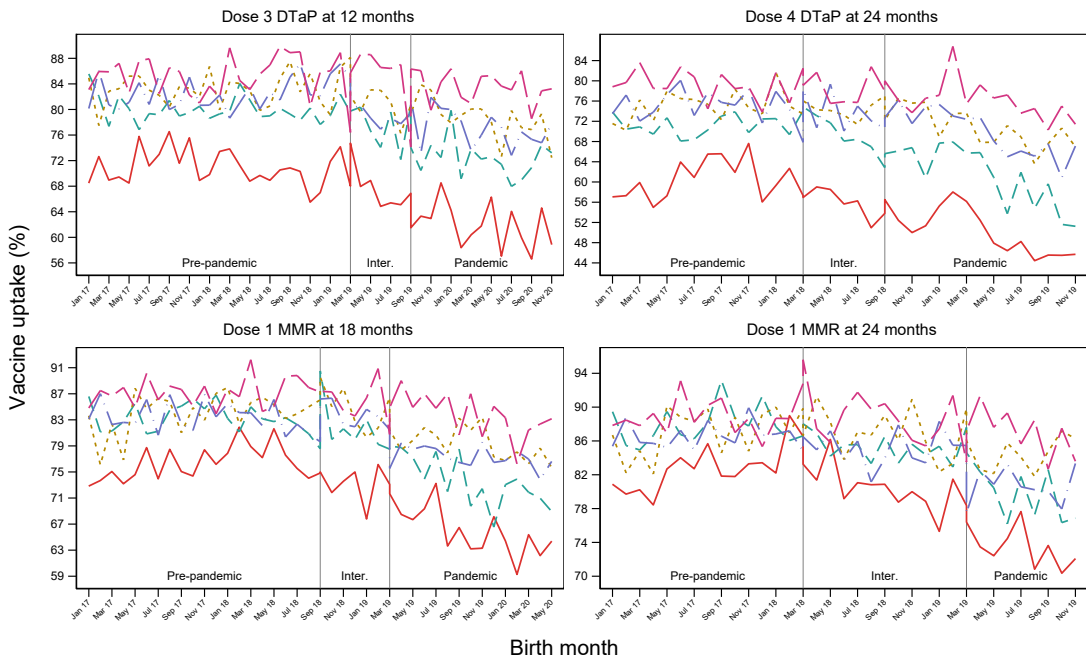 Dose 3 DTaP at 12 months
Dose 4 DTaP at 24 months
88
84
80
76
72
68
64
60
56
Pre-pandemic
Inter.
Pandemic
Jan 17
Mar 17
May 17
Jul 17
Sep 17
Nov 17
Jan 18
Mar 18
May 18
Jul 18
Sep 18
Nov 18
Jan 19
Mar 19
May 19
Jul 19
Sep 19
Nov 19
Jan 20
Mar 20
May 20
Jul 20
Sep 20
Nov 20
84
80
76
72
68
64
60
56
52
48
44
Pre-pandemic
Inter.
Pandemic
Jan 17
Mar 17
May 17
Jul 17
Sep 17
Nov 17
Jan 18
Mar 18
May 18
Jul 18
Sep 18
Nov 18
Jan 19
Mar 19
May 19
Jul 19
Sep 19
Nov 19
Vaccine uptake (%)
Dose 1 MMR at 18 months
Dose 1 MMR at 24 months
91
87
83
79
75
71
67
63
59
Pre-pandemic
Inter.
Pandemic
Jan 17
Mar 17
May 17
Jul 17
Sep 17
Nov 17
Jan 18
Mar 18
May 18
Jul 18
Sep 18
Nov 18
Jan 19
Mar 19
May 19
Jul 19
Sep 19
Nov 19
Jan 20
Mar 20
May 20
94
90
86
82
78
74
70
Pre-pandemic
Inter.
Pandemic
Jan 17
Mar 17
May 17
Jul 17
Sep 17
Nov 17
Jan 18
Mar 18
May 18
Jul 18
Sep 18
Nov 18
Jan 19
Mar 19
May 19
Jul 19
Sep 19
Nov 19
Birth month